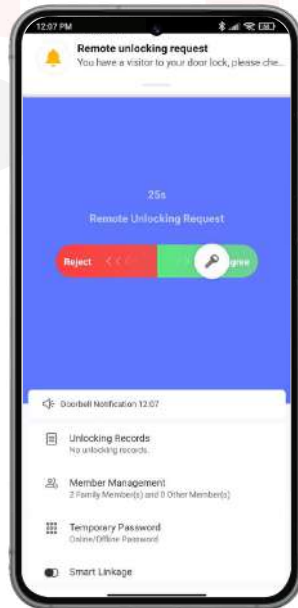 12:07 PM
Remote unlocking request
You have a visitor to your door lock, please che...
25s
Remote Unlocking Request
Reject
gree
Doorbell Notification 12:07
Unlocking Records
No unlocking records.
Member Management
2 Family Member(s) and 0 Other Member(s)
Temporary Password
Online/Offline Password
Smart Linkage